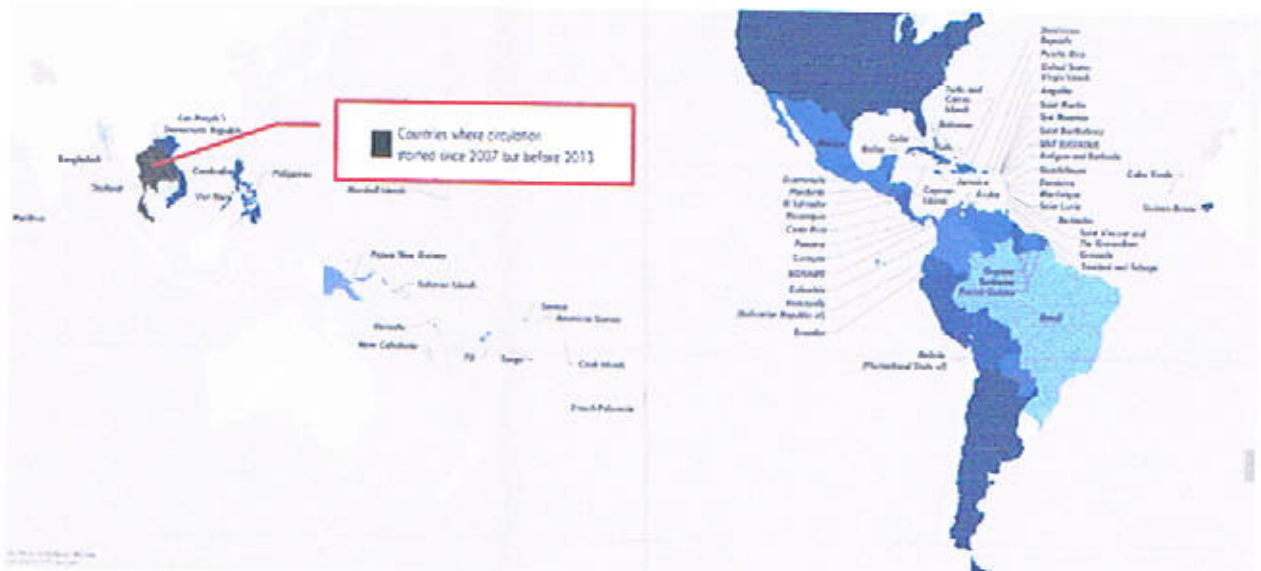 Lao People's
Democratic Republic
Bangladesh
Thailand
Cambodia
Viet Nam
Philippines
Maldives
Countries where circulation
started since 2007 but before 2013
Marshall Islands
Papua New Guinea
Solomon Islands
Vanuatu
New Caledonia
Fiji
Tonga
Samoa
American Samoa
Cook Islands
French Polynesia
Mexico
Belize
Cuba
Turks and
Caicos
Islands
Bahamas
Haiti
Cayman
Islands
Jamaica
Aruba
Dominican
Republic
Puerto Rico
United States
Virgin Islands
Anguilla
Saint Martin
Saint Barthélemy
SINT EUSTATIUS
Antigua and Barbuda
Guadeloupe
Dominica
Martinique
Saint Lucia
Barbados
Saint Vincent and
The Grenadines
Grenada
Trinidad and Tobago
Cabo Verde
Guinea-Bissau
Guatemala
Honduras
El Salvador
Nicaragua
Costa Rica
Panama
Curaçao
BONAIRE
Colombia
Venezuela
(Bolivarian Republic of)
Ecuador
Guyana
Suriname
French Guiana
Brazil
Bolivia
(Plurinational State of)